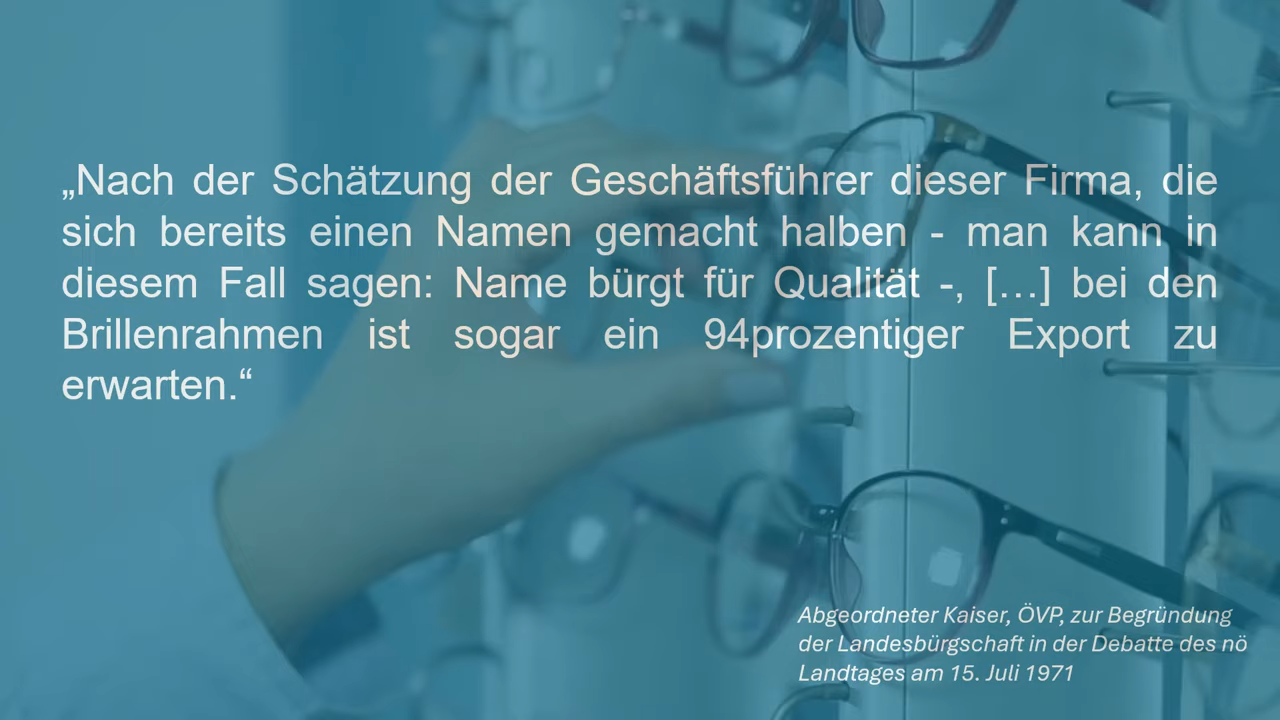 „Nach der Schätzung der Geschäftsführer dieser Firma, die
sich bereits einen Namen gemacht halben - man kann in
diesem Fall sagen: Name bürgt für Qualität -, […] bei den
Brillenrahmen ist sogar ein 94prozentiger Export zu
erwarten.“
Abgeordneter Kaiser, ÖVP, zur Begründung
der Landesbürgschaft in der Debatte des nö
Landtages am 15. Juli 1971